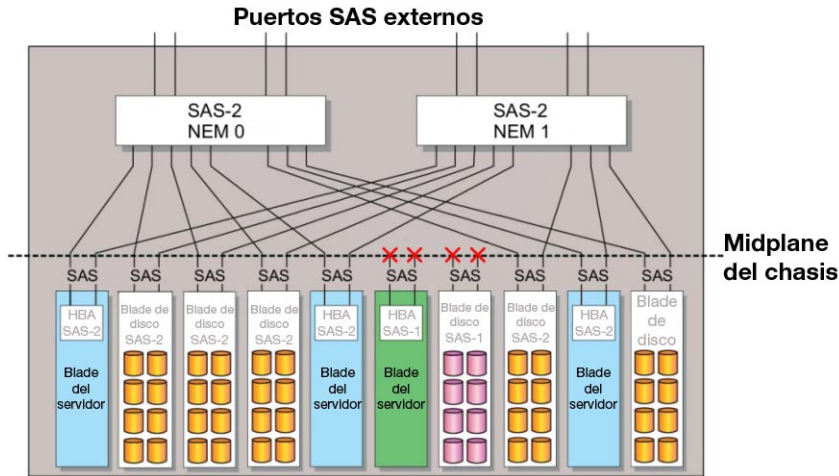 Puertos SAS externos
SAS-2
NEM 0
SAS-2
NEM 1
Midplane
del chasis
SAS
SAS
SAS
SAS
SAS
SAS
SAS
SAS
SAS
SAS
HBA
SAS-2
Blade
del
servidor
Blade de
disco
SAS-2
Blade de
disco
SAS-2
Blade de
disco
SAS-2
HBA
SAS-2
Blade
del
servidor
HBA
SAS-1
Blade
del
servidor
Blade de
disco
SAS-1
Blade de
disco
SAS-2
HBA
SAS-2
Blade
del
servidor
Blade
de
disco